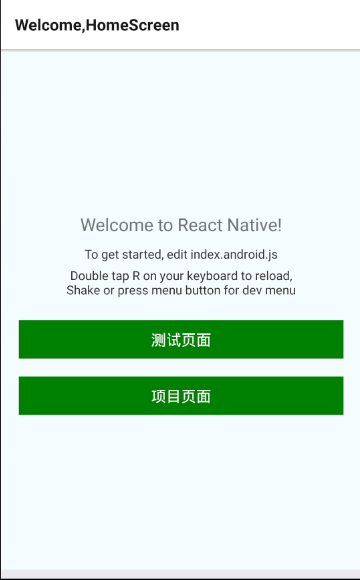 Welcome,HomeScreen
Welcome to React Native!
To get started, edit index.android.js
Double tap R on your keyboard to reload,
Shake or press menu button for dev menu
测试页面
项目页面